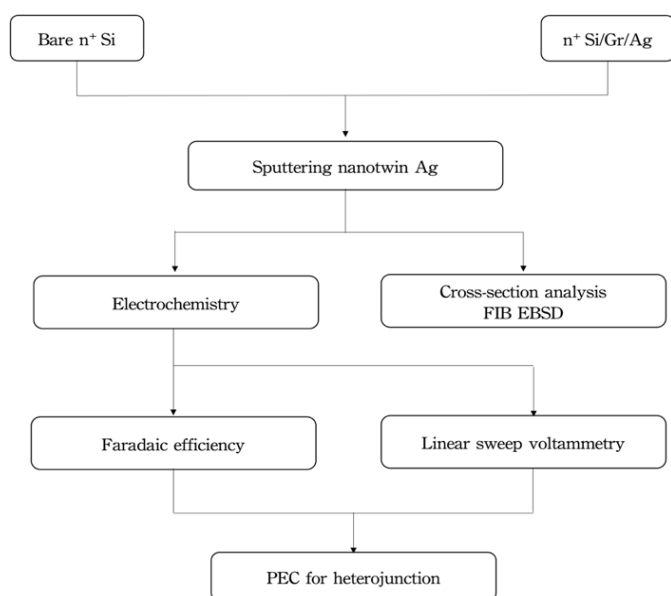 Bare n⁺ Si
n⁺ Si/Gr/Ag
Sputtering nanotwin Ag
Electrochemistry
Cross-section analysis
FIB EBSD
Faradaic efficiency
Linear sweep voltammetry
PEC for heterojunction